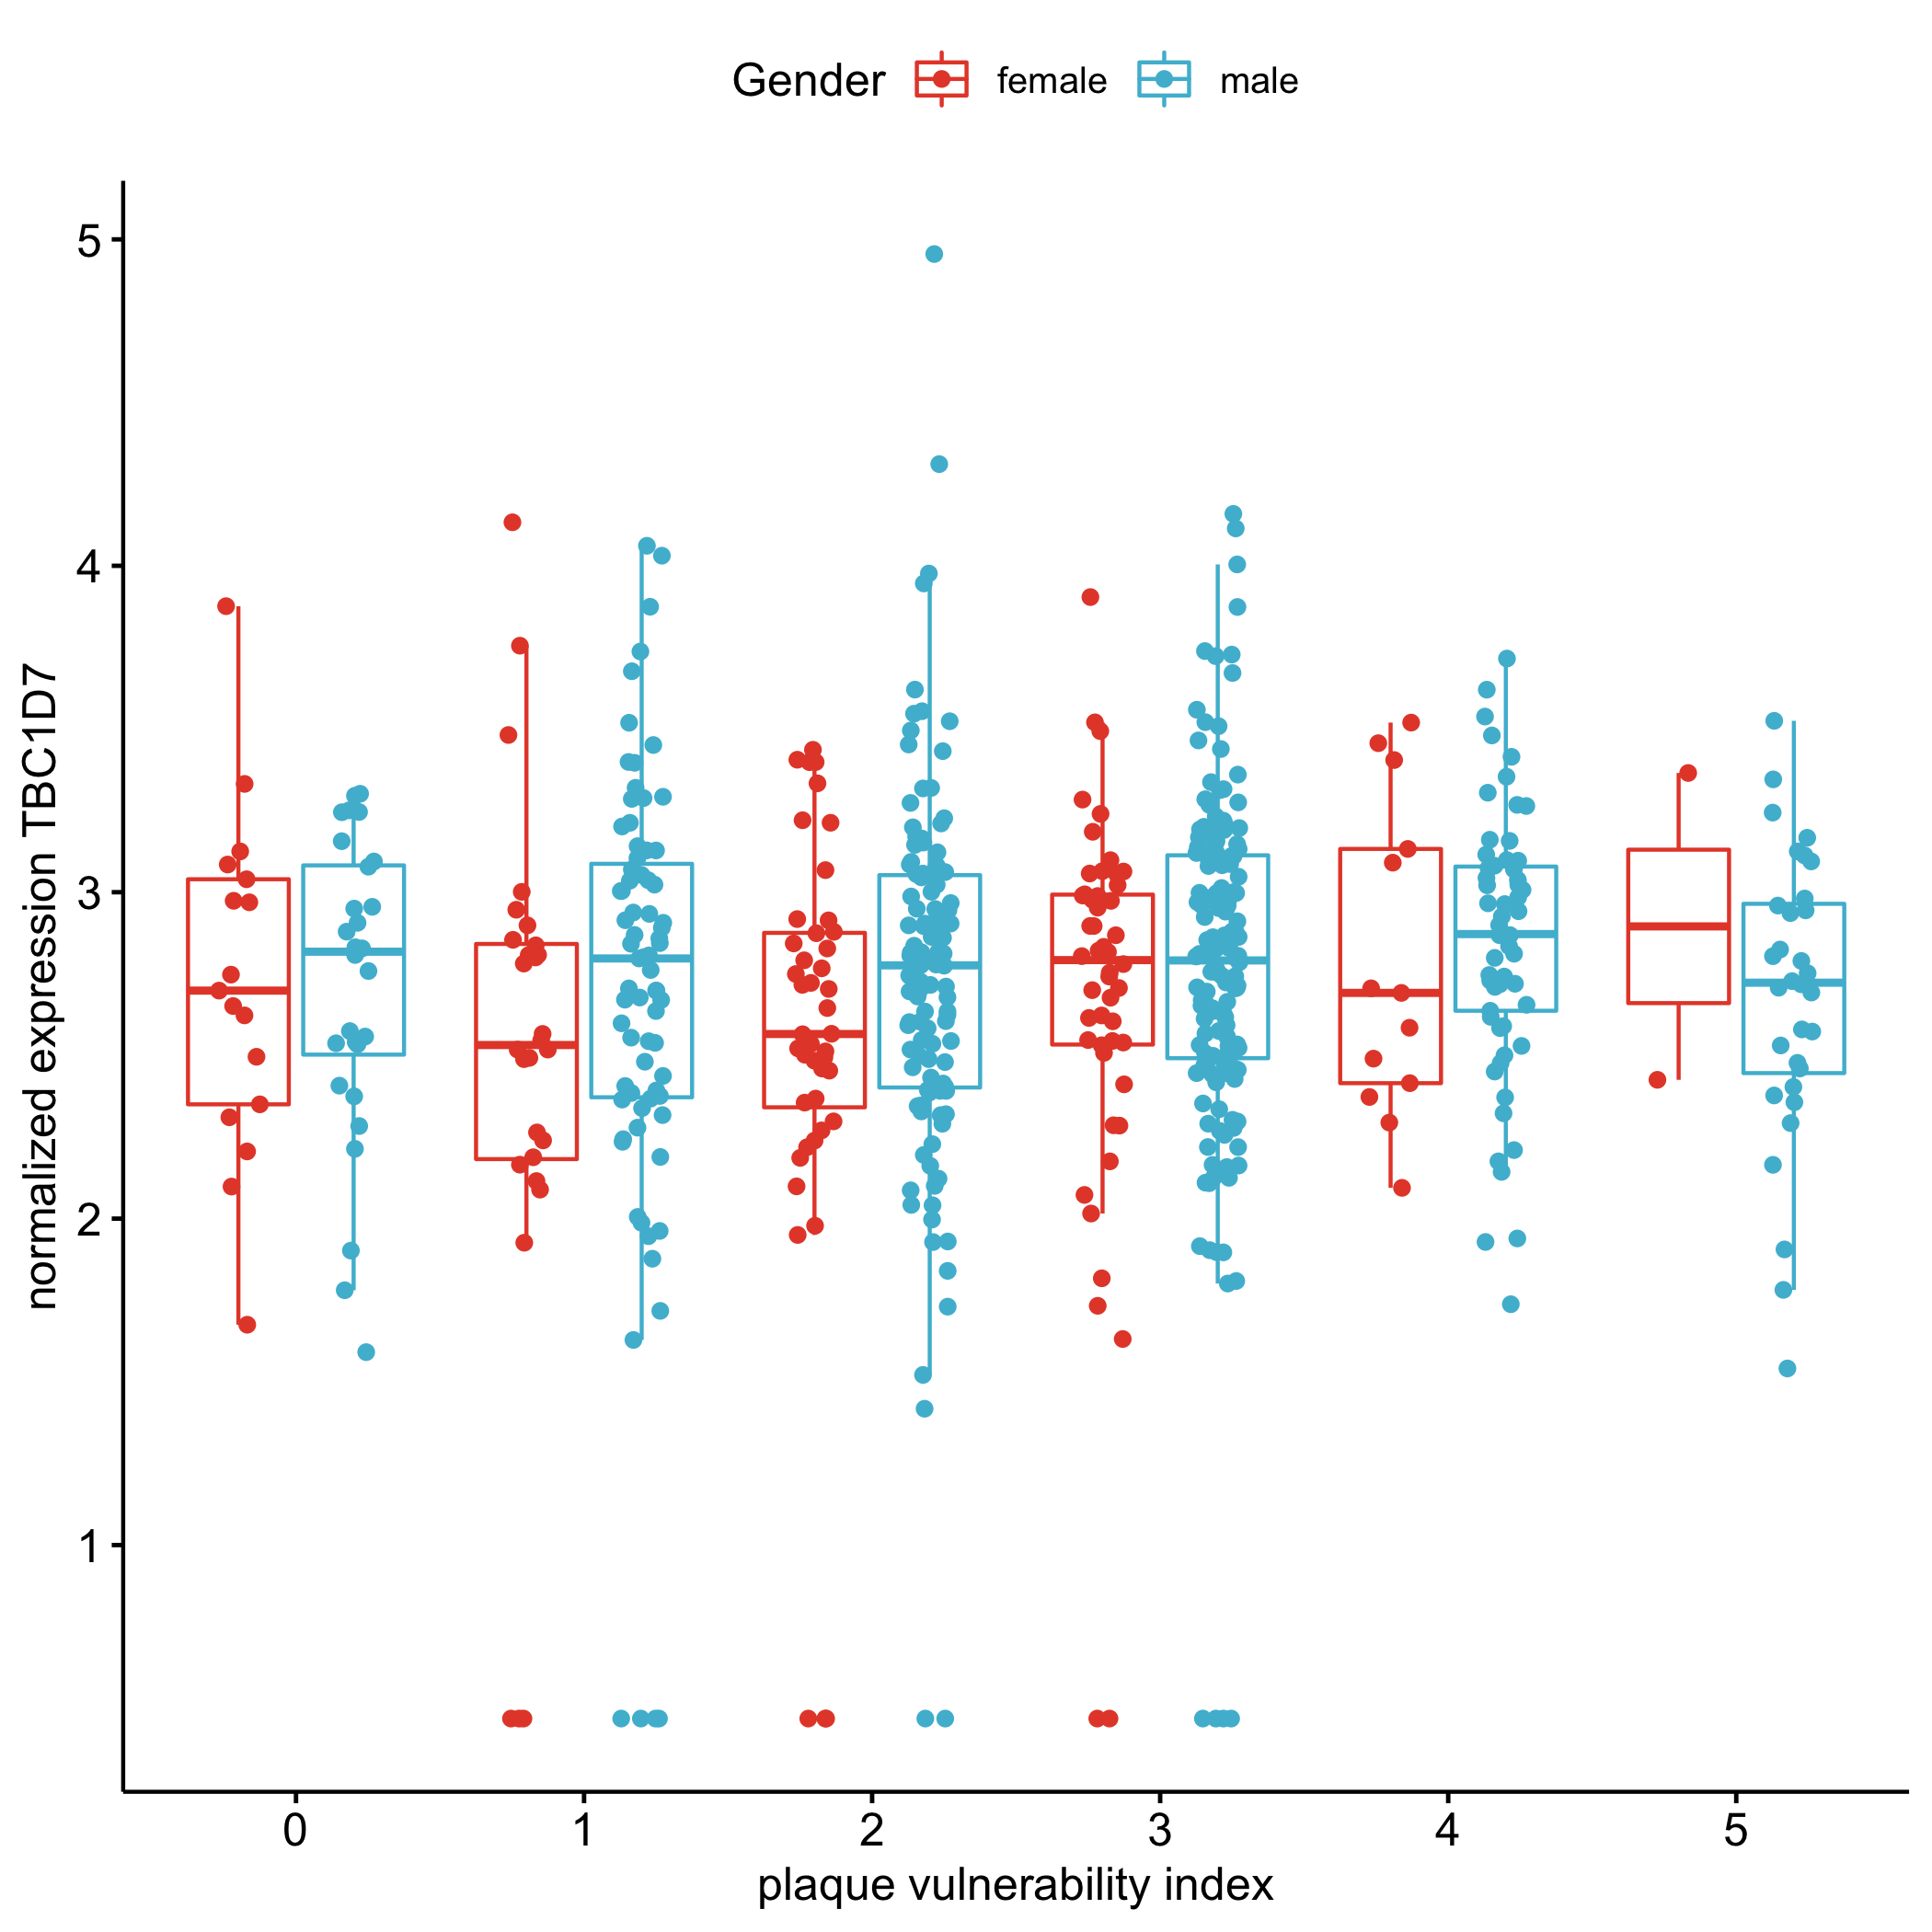 Gender female male
normalized expression TBC1D7
5
4
3
2
1
0 1 2 3 4 5
plaque vulnerability index